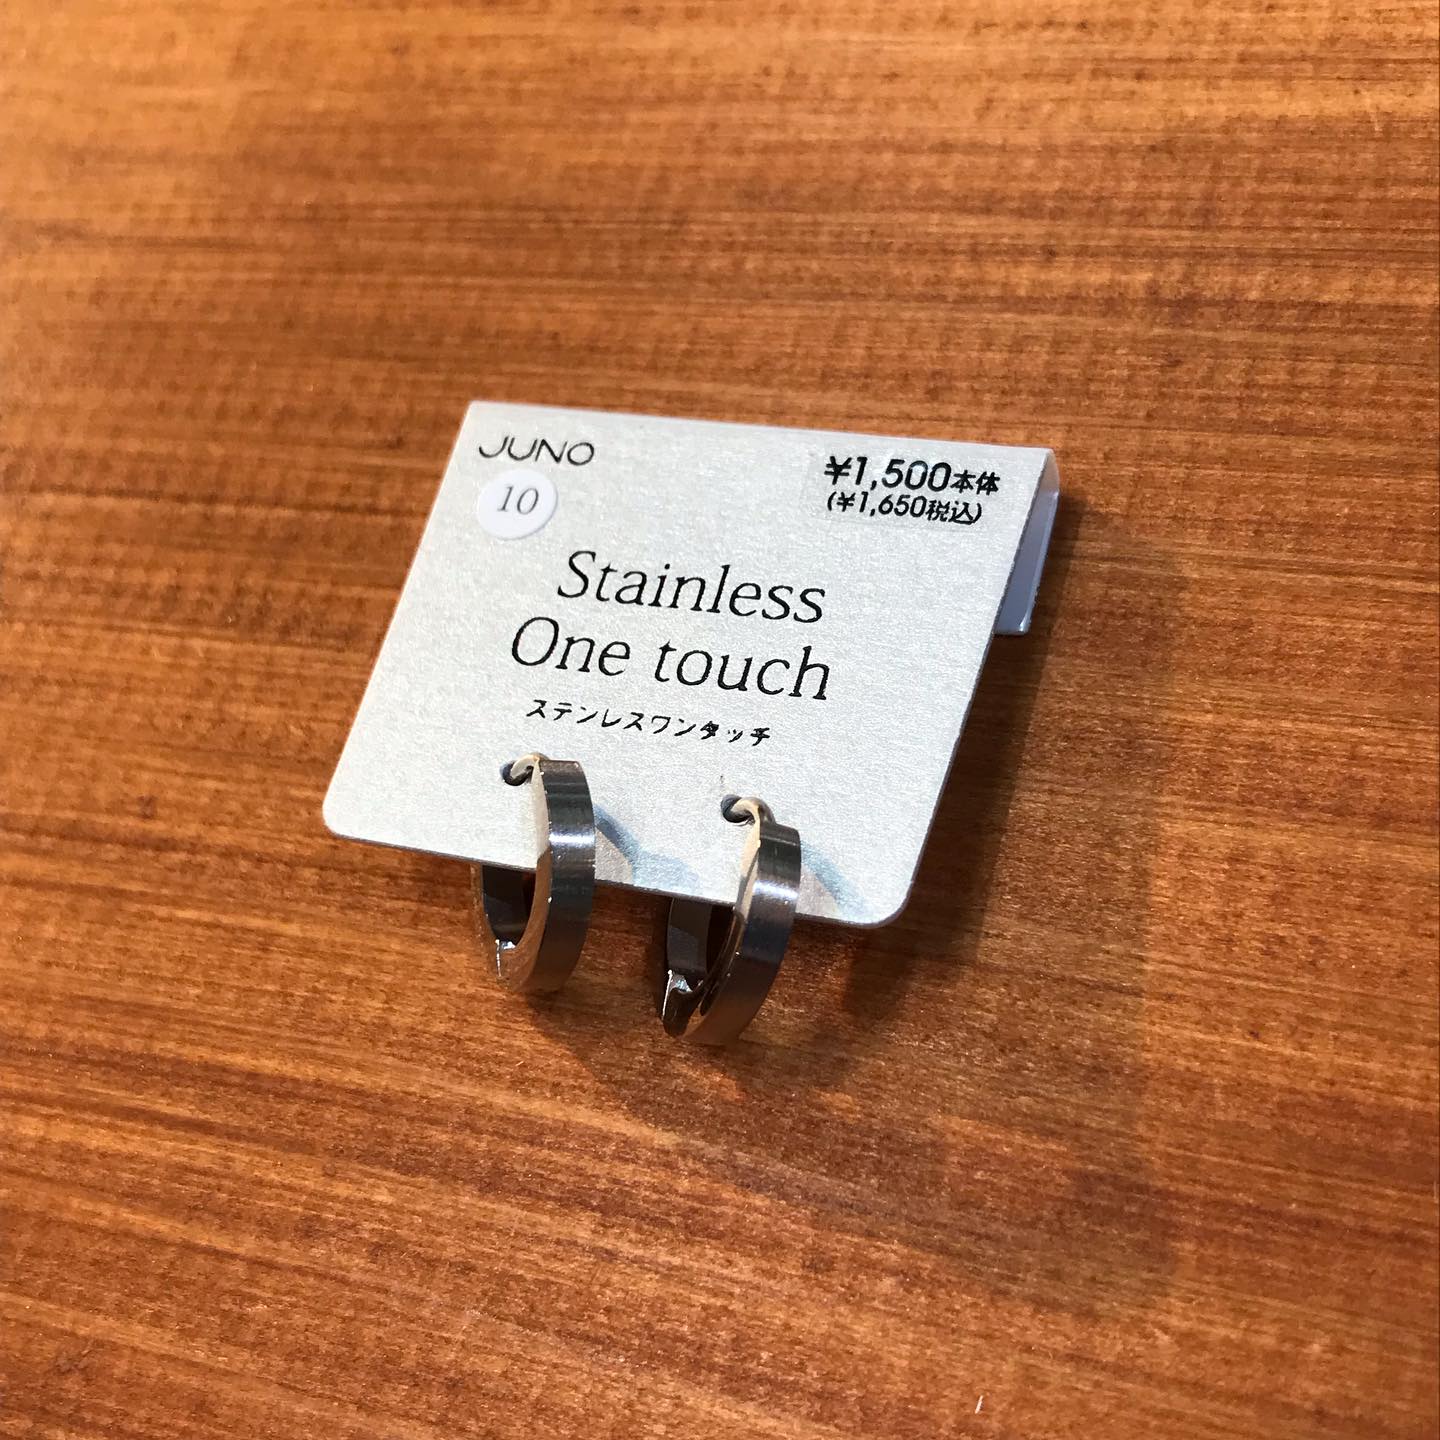 JUNO
10
¥1,500本体
(¥1,650税込)
Stainless
One touch
ステンレスワンタッチ